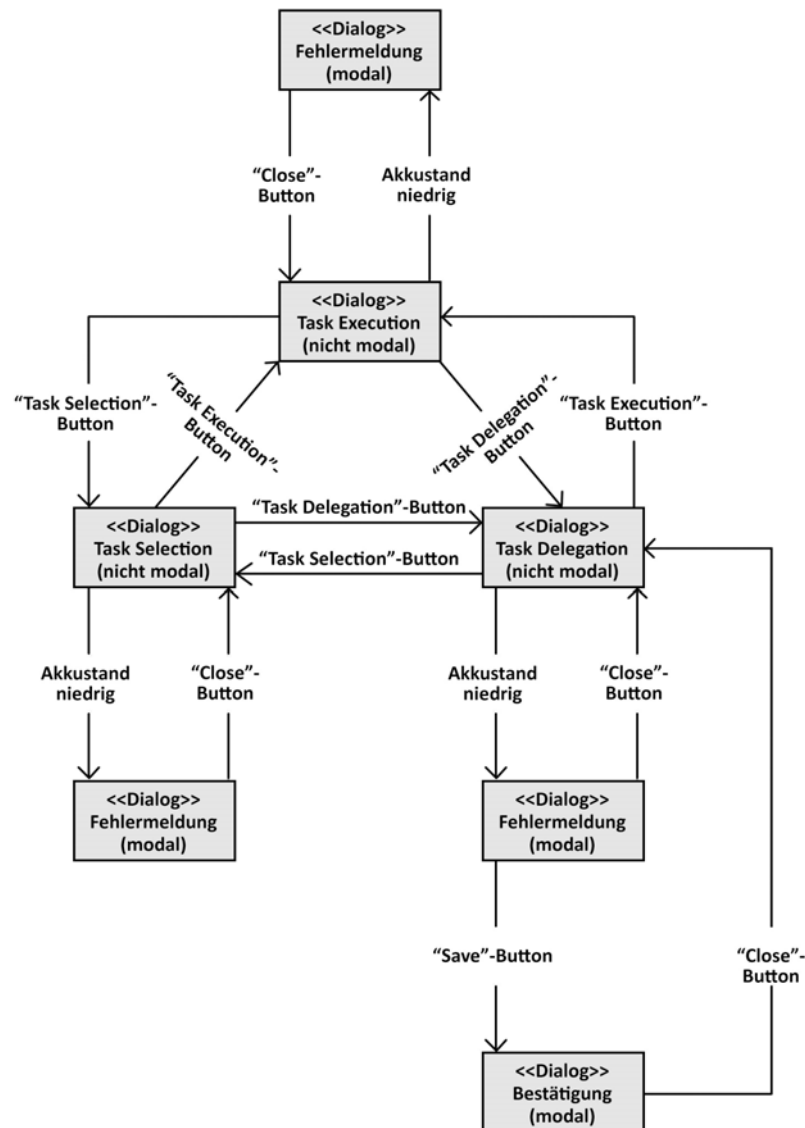 <<Dialog>>
Fehlermeldung
(modal)
“Close”-
Button
Akkustand
niedrig
<<Dialog>>
Task Execution
(nicht modal)
“Task Selection”-
Button
“Task Execution”-
Button
“Task Delegation”-
Button
“Task Execution”-
Button
<<Dialog>>
Task Selection
(nicht modal)
“Task Delegation”-Button
“Task Selection”-Button
<<Dialog>>
Task Delegation
(nicht modal)
Akkustand
niedrig
“Close”-
Button
Akkustand
niedrig
“Close”-
Button
<<Dialog>>
Fehlermeldung
(modal)
<<Dialog>>
Fehlermeldung
(modal)
“Save”-Button
“Close”-
Button
<<Dialog>>
Bestätigung
(modal)